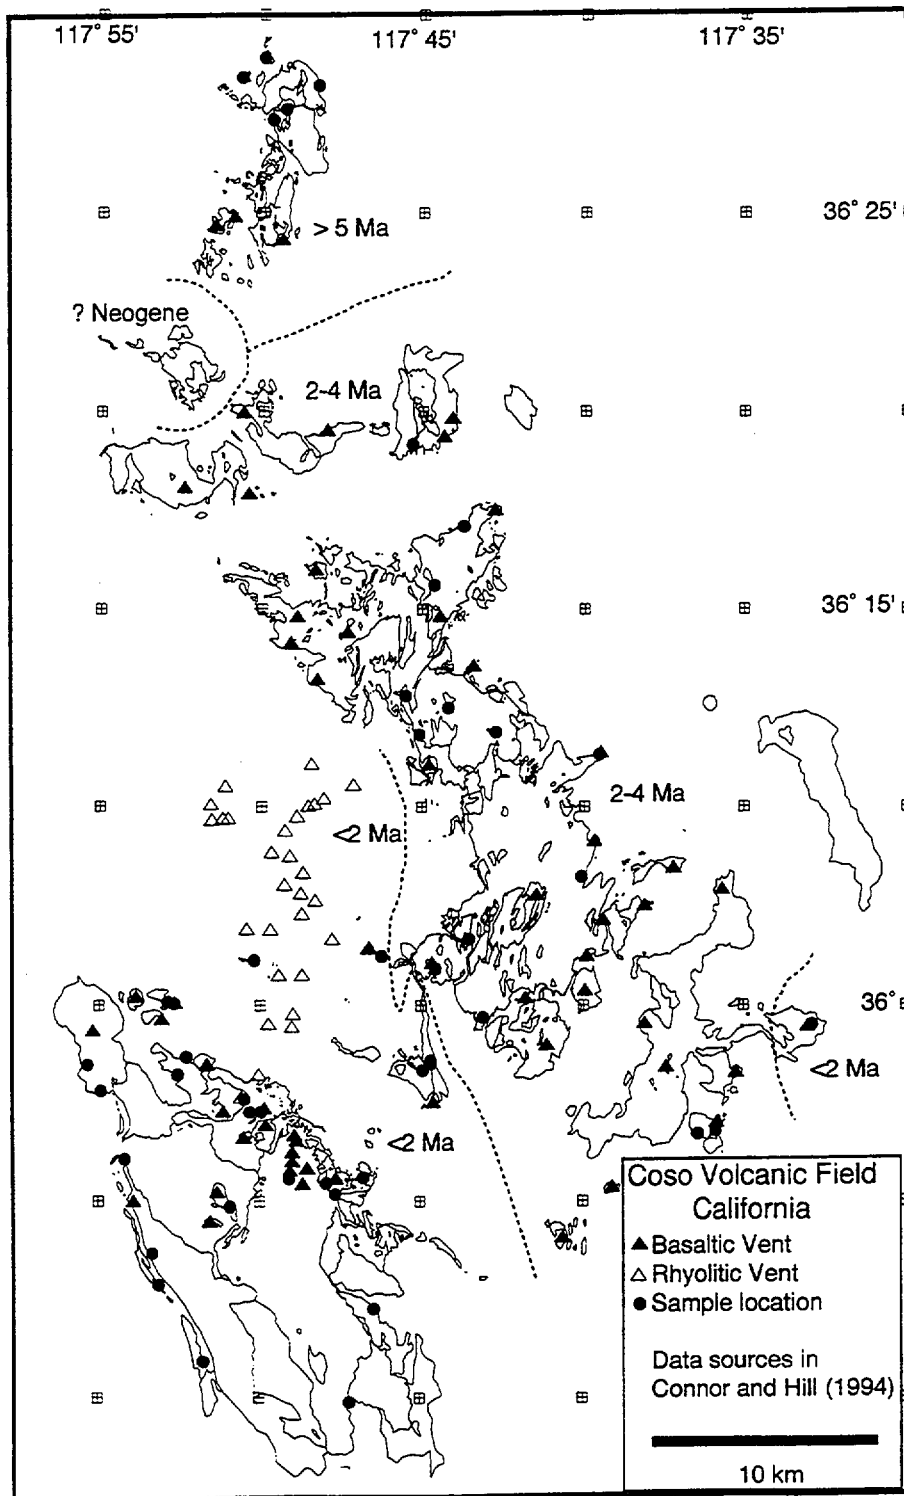 117° 55'
117° 45'
117° 35'
36° 25'
> 5 Ma
? Neogene
2-4 Ma
36° 15'
2-4 Ma
<2 Ma
36°
<2 Ma
<2 Ma
Coso Volcanic Field
California
Basaltic Vent
Rhyolitic Vent
Sample location
Data sources in
Connor and Hill (1994)
10 km